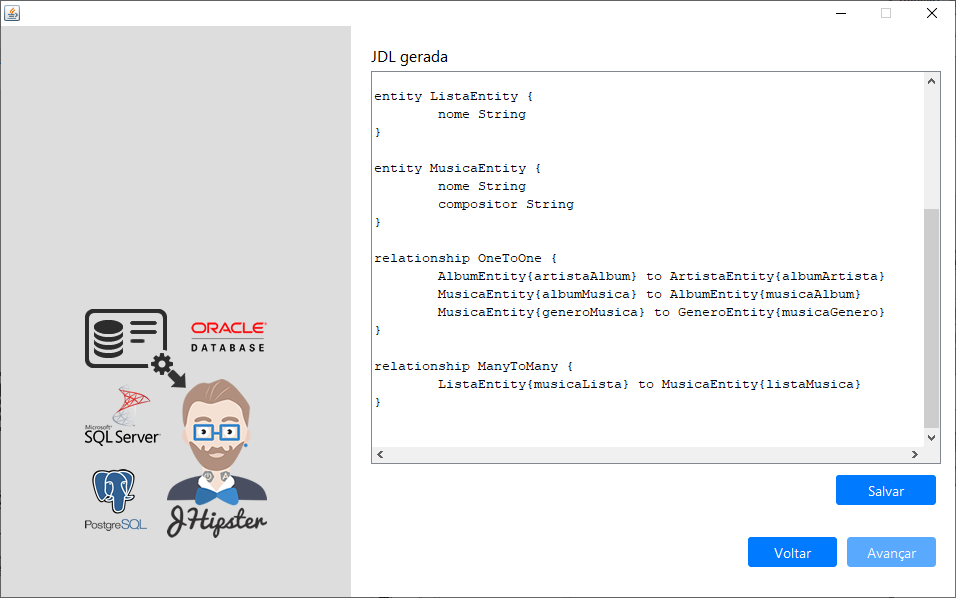 JDL gerada
entity ListaEntity {
nome String
}
entity MusicaEntity {
nome String
compositor String
}
relationship OneToOne {
AlbumEntity{artistaAlbum} to ArtistaEntity{albumArtista}
MusicaEntity{albumMusica} to AlbumEntity{musicaAlbum}
MusicaEntity{generoMusica} to GeneroEntity{musicaGenero}
}
relationship ManyToMany {
ListaEntity{musicaLista} to MusicaEntity{listaMusica}
}
ORACLE
DATABASE
Microsoft
SQL Server
PostgreSQL
JHipster
Salvar
Voltar
Avançar